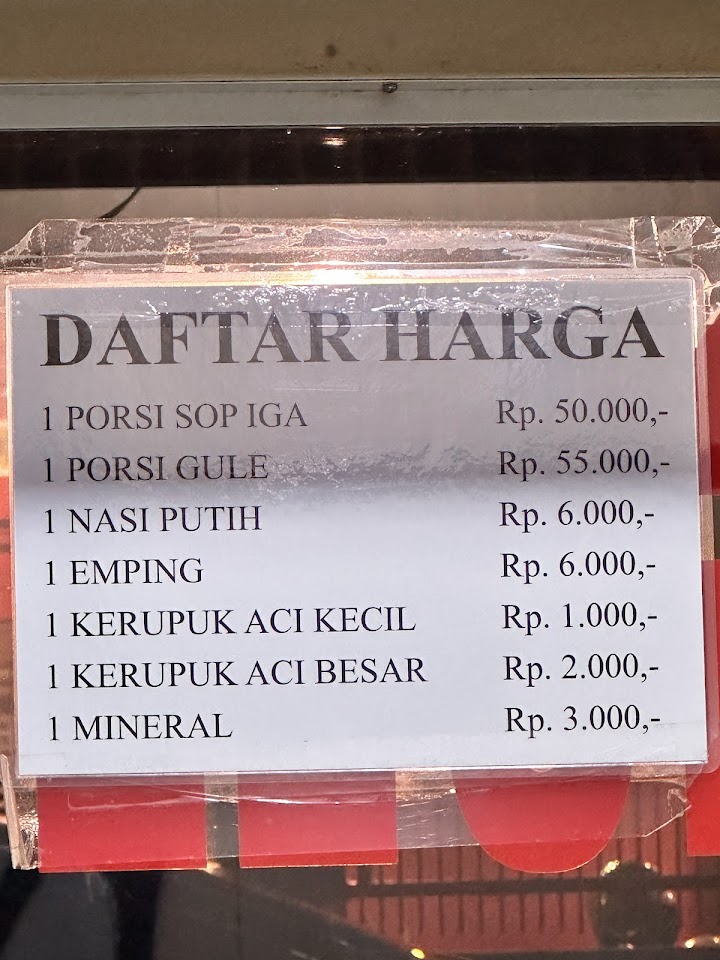 DAFTAR HARGA
1 PORSI SOP IGA Rp. 50.000,-
1 PORSI GULE Rp. 55.000,-
1 NASI PUTIH Rp. 6.000,-
1 EMPING Rp. 6.000,-
1 KERUPUK ACI KECIL Rp. 1.000,-
1 KERUPUK ACI BESAR Rp. 2.000,-
1 MINERAL Rp. 3.000,-